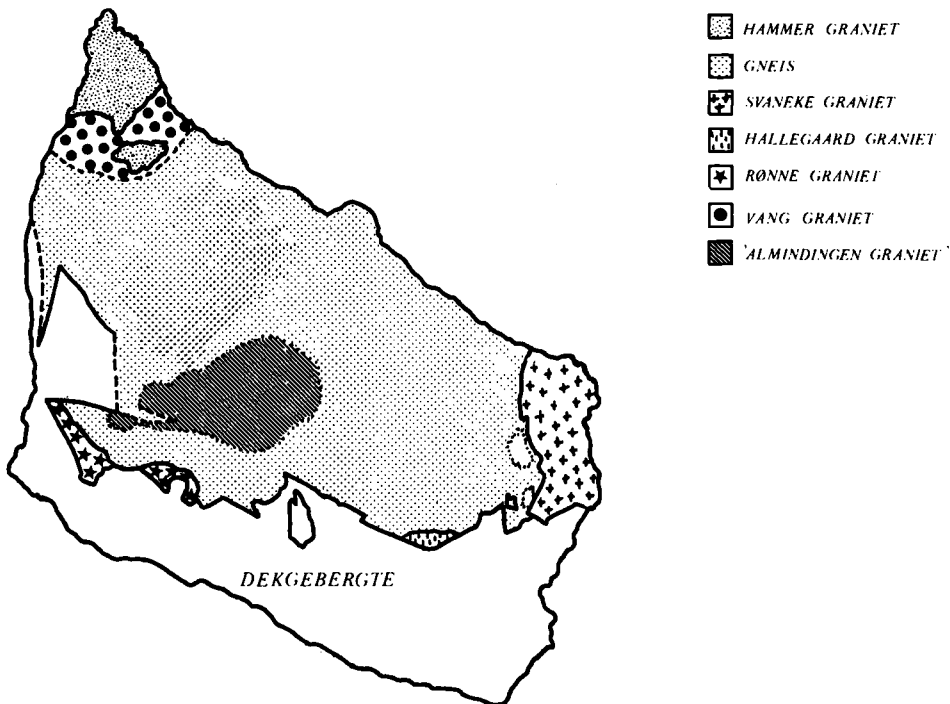 HAMMER GRANIET
GNEIS
SVANEKE GRANIET
HALLEGAARD GRANIET
RØNNE GRANIET
VANG GRANIET
'ALMINDINGEN GRANIET'
DEKGEBERGTE